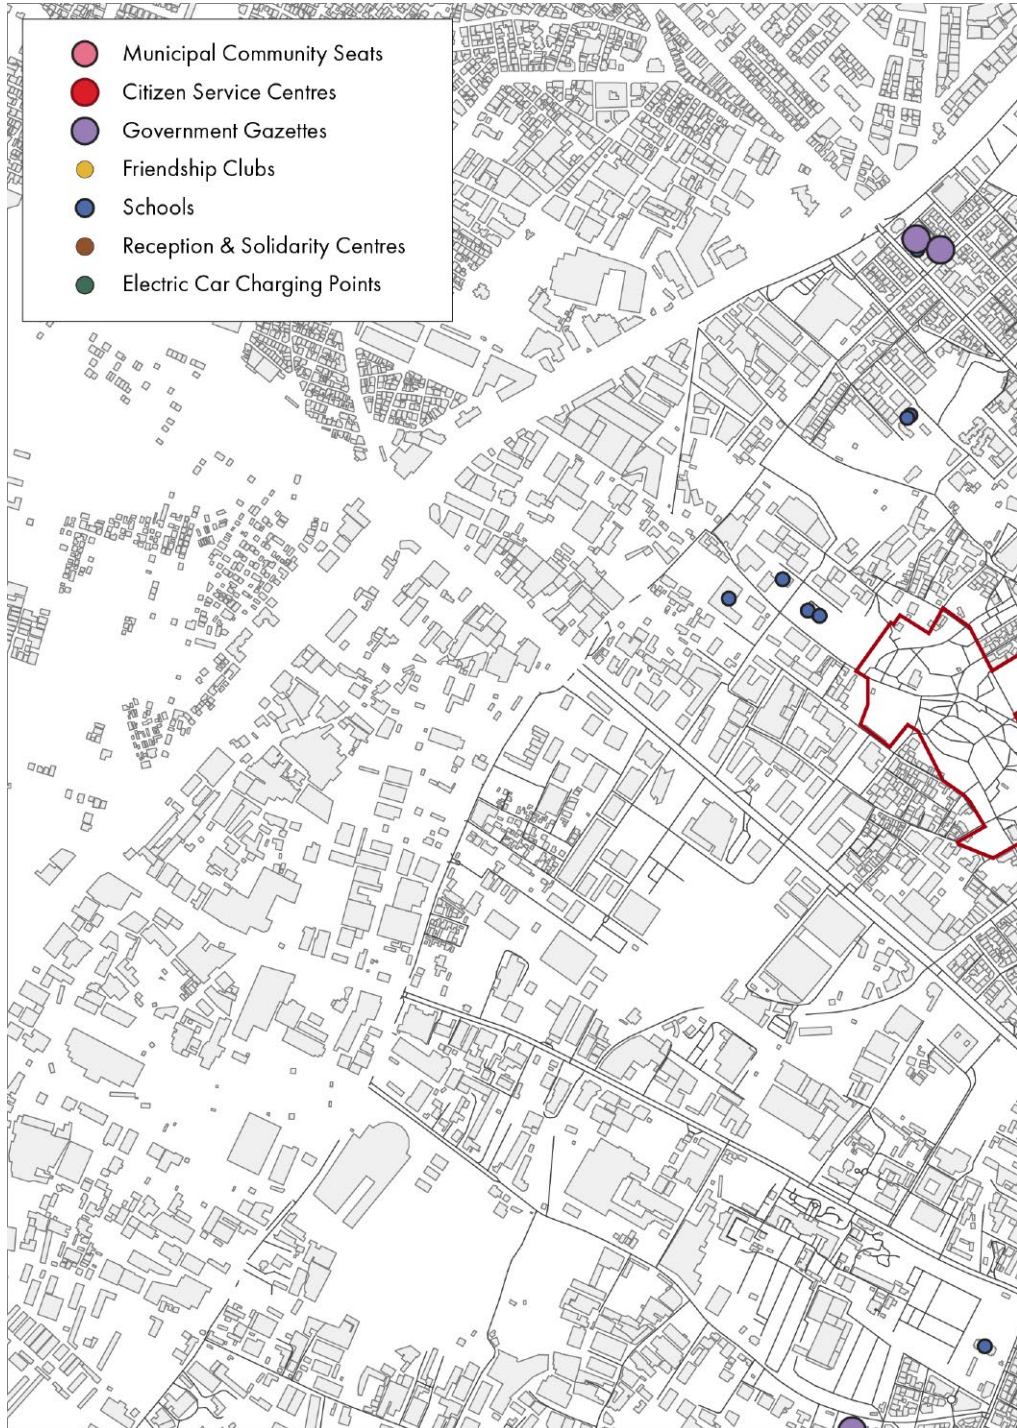 Municipal Community Seats
Citizen Service Centres
Government Gazettes
Friendship Clubs
Schools
Reception & Solidarity Centres
Electric Car Charging Points